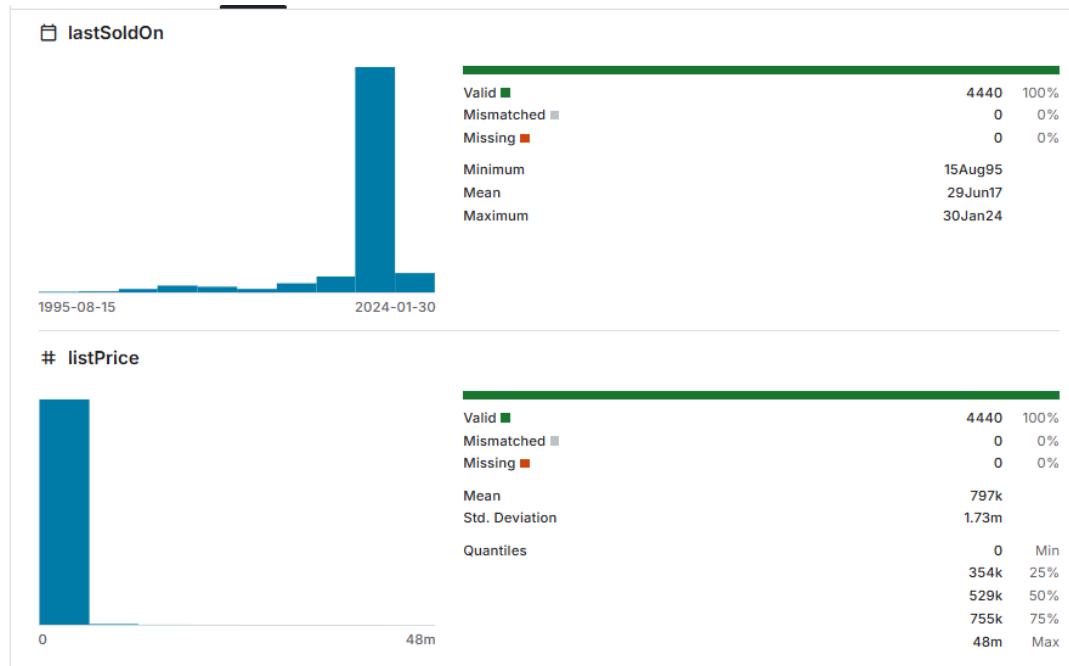 lastSoldOn
Valid 4440 100%
Mismatched 0 0%
Missing 0 0%
Minimum 15Aug95
Mean 29Jun17
Maximum 30Jan24
1995-08-15 2024-01-30
listPrice
Valid 4440 100%
Mismatched 0 0%
Missing 0 0%
Mean 797k
Std. Deviation 1.73m
Quantiles 0 Min
354k 25%
529k 50%
755k 75%
48m Max
0 48m